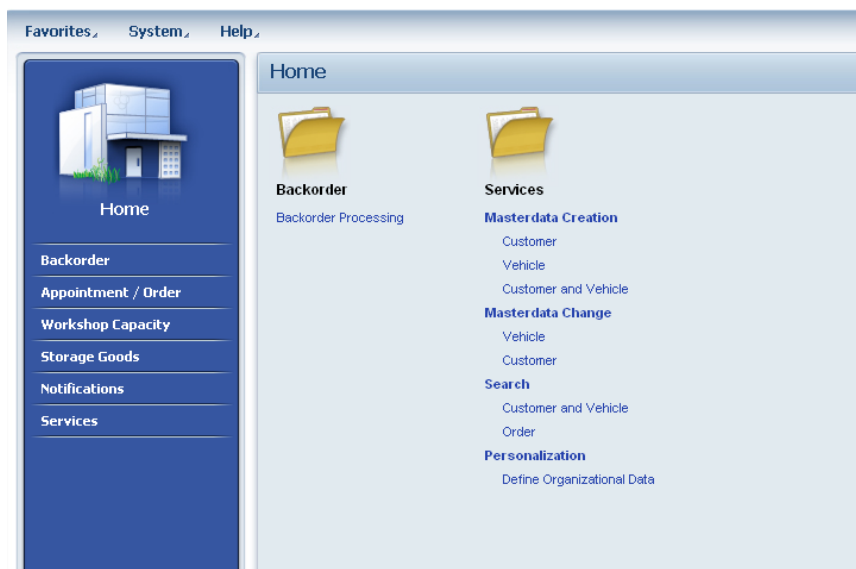 Favorites System Help
Home
Home
Backorder
Appointment / Order
Workshop Capacity
Storage Goods
Notifications
Services
Backorder
Backorder Processing
Services
Masterdata Creation
Customer
Vehicle
Customer and Vehicle
Masterdata Change
Vehicle
Customer
Search
Customer and Vehicle
Order
Personalization
Define Organizational Data